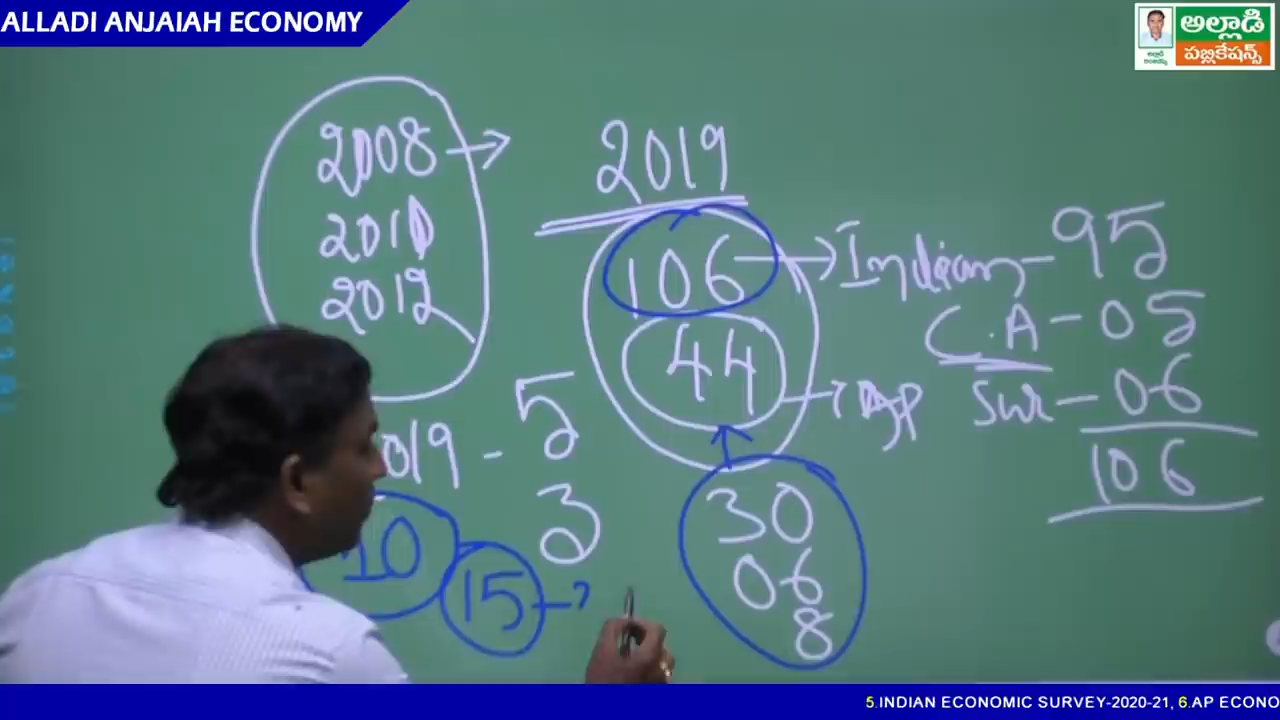 ALLADI ANJAIAH ECONOMY
అల్లాడి
పబ్లికేషన్స్
2008 →
2010
2012
2019
106 → Indian - 95
C.A - 05
44 → AP
Sur - 06
106
019 - 5
3
30
06
8
10
15 →
5.INDIAN ECONOMIC SURVEY-2020-21, 6.AP ECONO